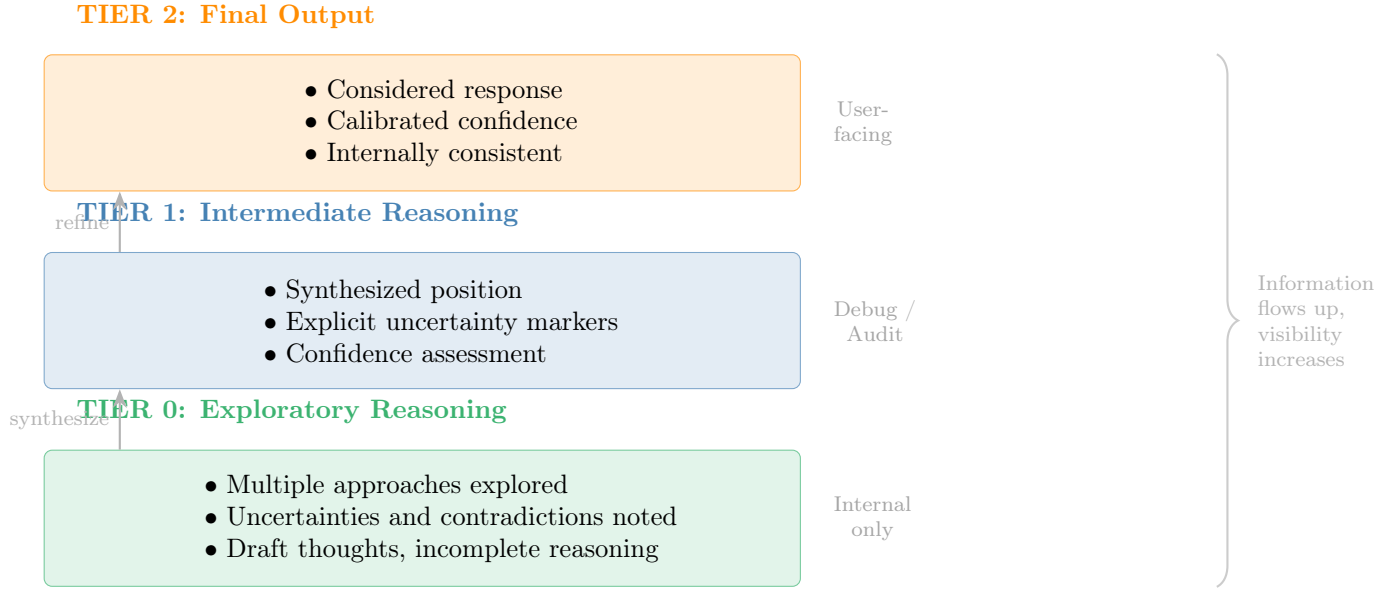 TIER 2: Final Output
• Considered response
• Calibrated confidence
• Internally consistent
User-
facing
refine
TIER 1: Intermediate Reasoning
• Synthesized position
• Explicit uncertainty markers
• Confidence assessment
Debug /
Audit
synthesize
TIER 0: Exploratory Reasoning
• Multiple approaches explored
• Uncertainties and contradictions noted
• Draft thoughts, incomplete reasoning
Internal
only
Information
flows up,
visibility
increases